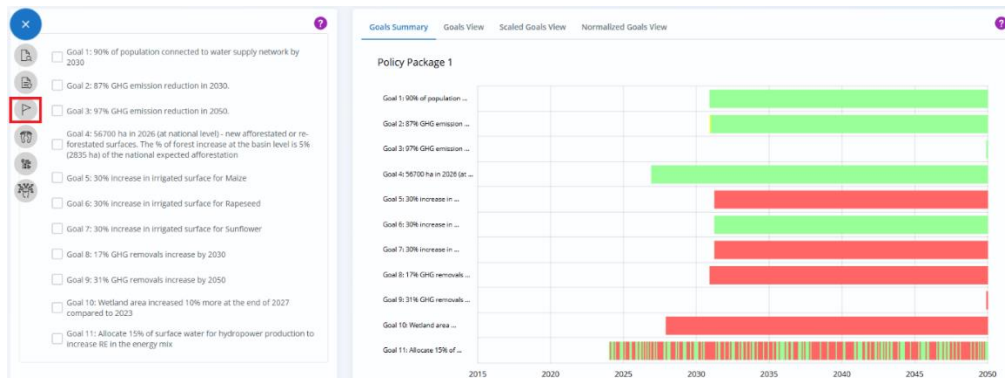 ×
?
Goal 1: 90% of population connected to water supply network by
2030
Goal 2: 87% GHG emission reduction in 2030.
Goal 3: 97% GHG emission reduction in 2050.
Goal 4: 56700 ha in 2026 (at national level) - new afforestated or re-
forestated surfaces. The % of forest increase at the basin level is 5%
(2835 ha) of the national expected afforestation
Goal 5: 30% increase in irrigated surface for Maize
Goal 6: 30% increase in irrigated surface for Rapeseed
Goal 7: 30% increase in irrigated surface for Sunflower
Goal 8: 17% GHG removals increase by 2030
Goal 9: 31% GHG removals increase by 2050
Goal 10: Wetland area increased 10% more at the end of 2027
compared to 2023
Goal 11: Allocate 15% of surface water for hydropower production to
increase RE in the energy mix
Goals Summary Goals View Scaled Goals View Normalized Goals View
?
Policy Package 1
Goal 1: 90% of population ...
Goal 2: 87% GHG emission ...
Goal 3: 97% GHG emission ...
Goal 4: 56700 ha in 2026 (at ...
Goal 5: 30% increase in ...
Goal 6: 30% increase in ...
Goal 7: 30% increase in ...
Goal 8: 17% GHG removals ...
Goal 9: 31% GHG removals ...
Goal 10: Wetland area ...
Goal 11: Allocate 15% of ...
2015 2020 2025 2030 2035 2040 2045 2050